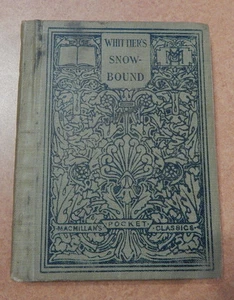 WHITTIER'S
SNOW-
BOUND
MACMILLAN'S POCKET CLASSICS